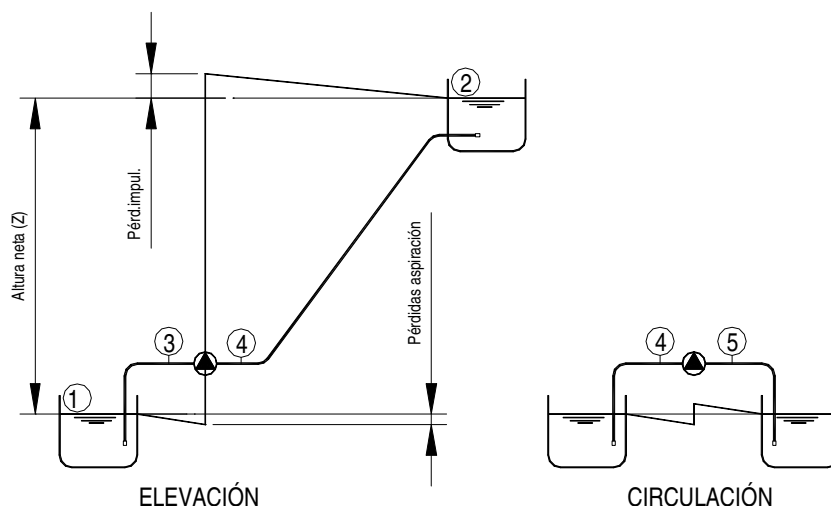 2
Pérd.impul.
Altura neta (Z)
Pérdidas aspiración
3
4
4
5
1
ELEVACIÓN
CIRCULACIÓN